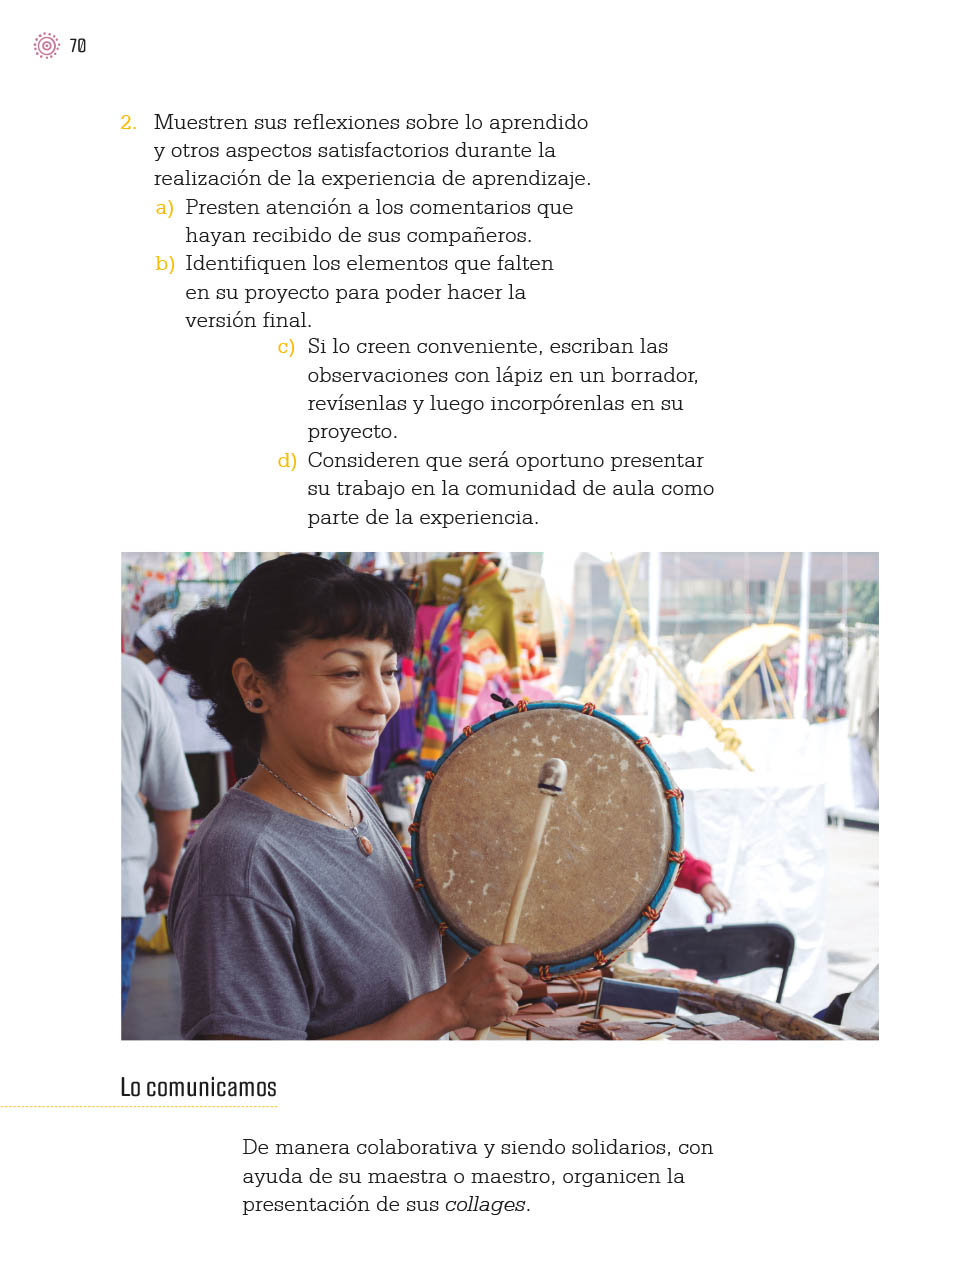 70
2. Muestren sus reflexiones sobre lo aprendido
y otros aspectos satisfactorios durante la
realización de la experiencia de aprendizaje.
a) Presten atención a los comentarios que
hayan recibido de sus compañeros.
b) Identifiquen los elementos que falten
en su proyecto para poder hacer la
versión final.
c) Si lo creen conveniente, escriban las
observaciones con lápiz en un borrador,
revísenlas y luego incorpórenlas en su
proyecto.
d) Consideren que será oportuno presentar
su trabajo en la comunidad de aula como
parte de la experiencia.
Lo comunicamos
De manera colaborativa y siendo solidarios, con
ayuda de su maestra o maestro, organicen la
presentación de sus collages.